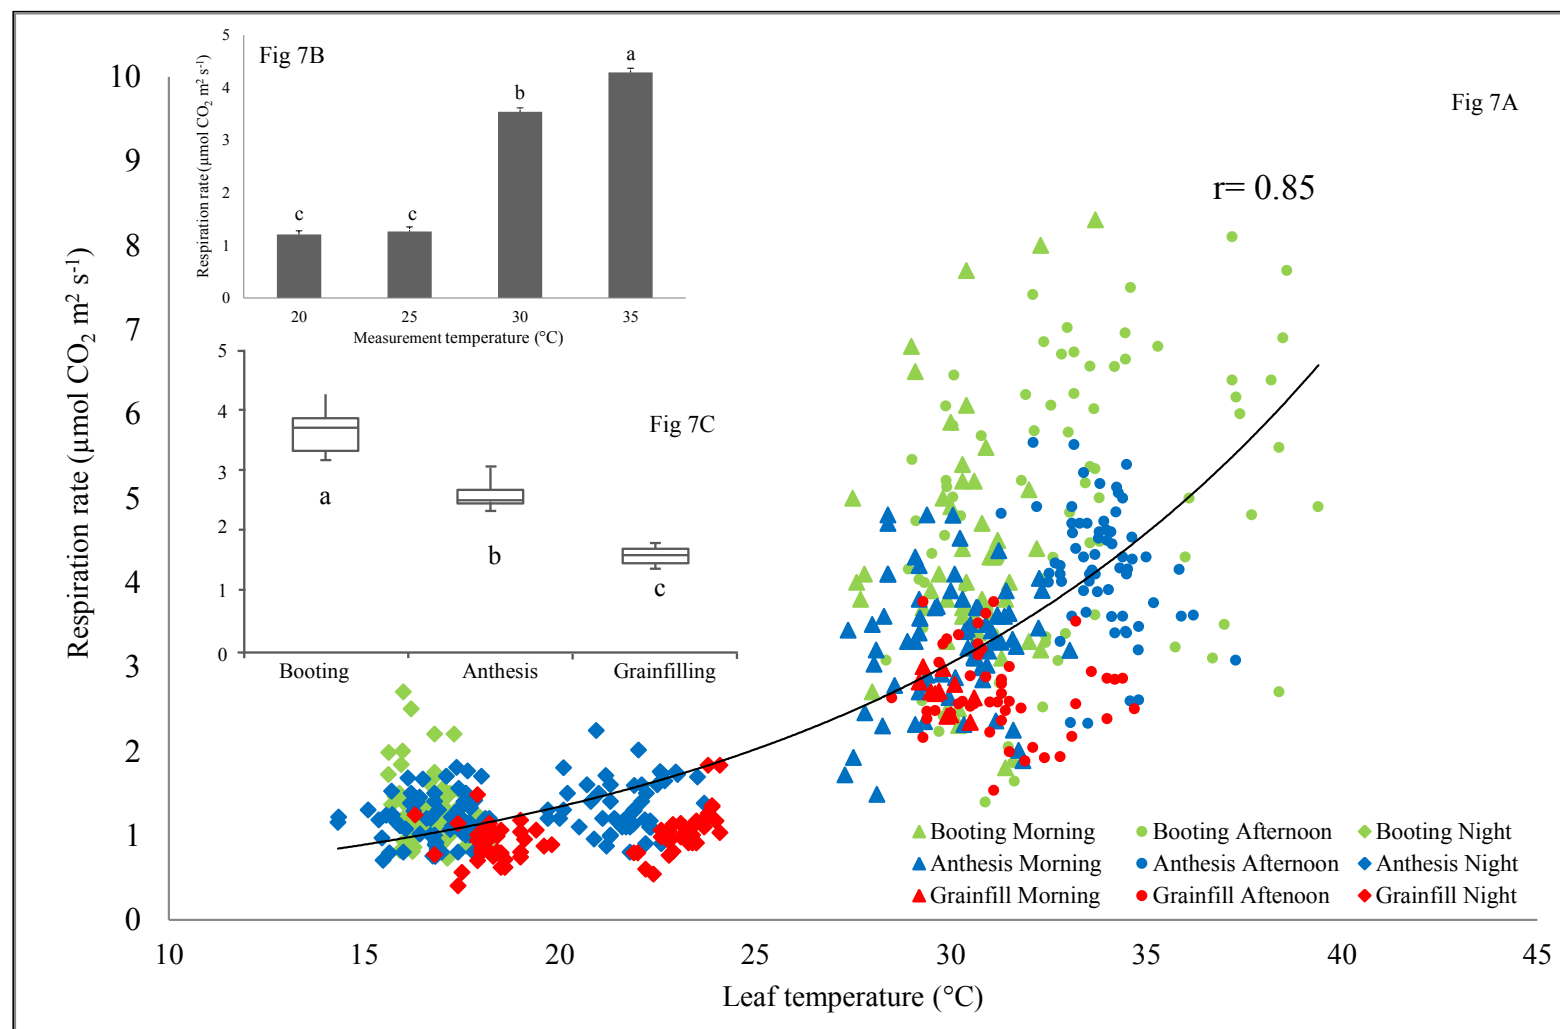 Fig 7A
r= 0.85
Respiration rate (µmol CO2 m² s-1)
10
9
8
7
6
5
4
3
2
1
0
10 15 20 25 30 35 40 45
Leaf temperature (°C)
Fig 7B
Respiration rate (µmol CO2 m² s-1)
5
4
3
2
1
0
c c b a
20 25 30 35
Measurement temperature (°C)
Fig 7C
5
4
3
2
1
0
a
b
c
Booting Anthesis Grainfilling
Booting Morning Booting Afternoon Booting Night
Anthesis Morning Anthesis Afternoon Anthesis Night
Grainfill Morning Grainfill Aftenoon Grainfill Night